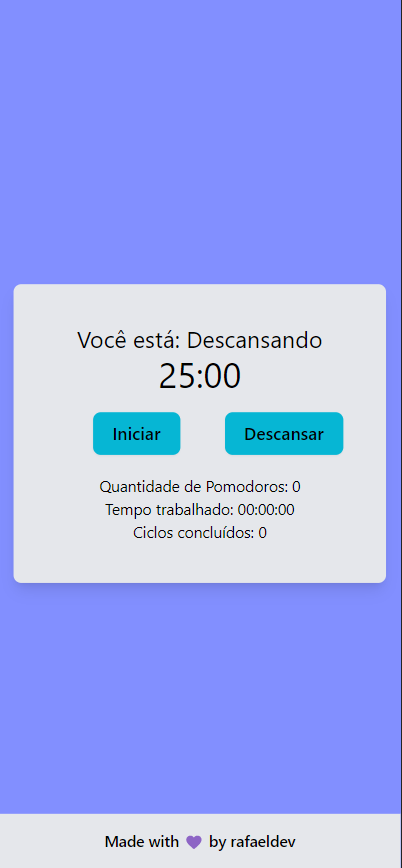 Você está: Descansando
25:00
Iniciar Descansar
Quantidade de Pomodoros: 0
Tempo trabalhado: 00:00:00
Ciclos concluídos: 0
Made with 💜 by rafaeldev